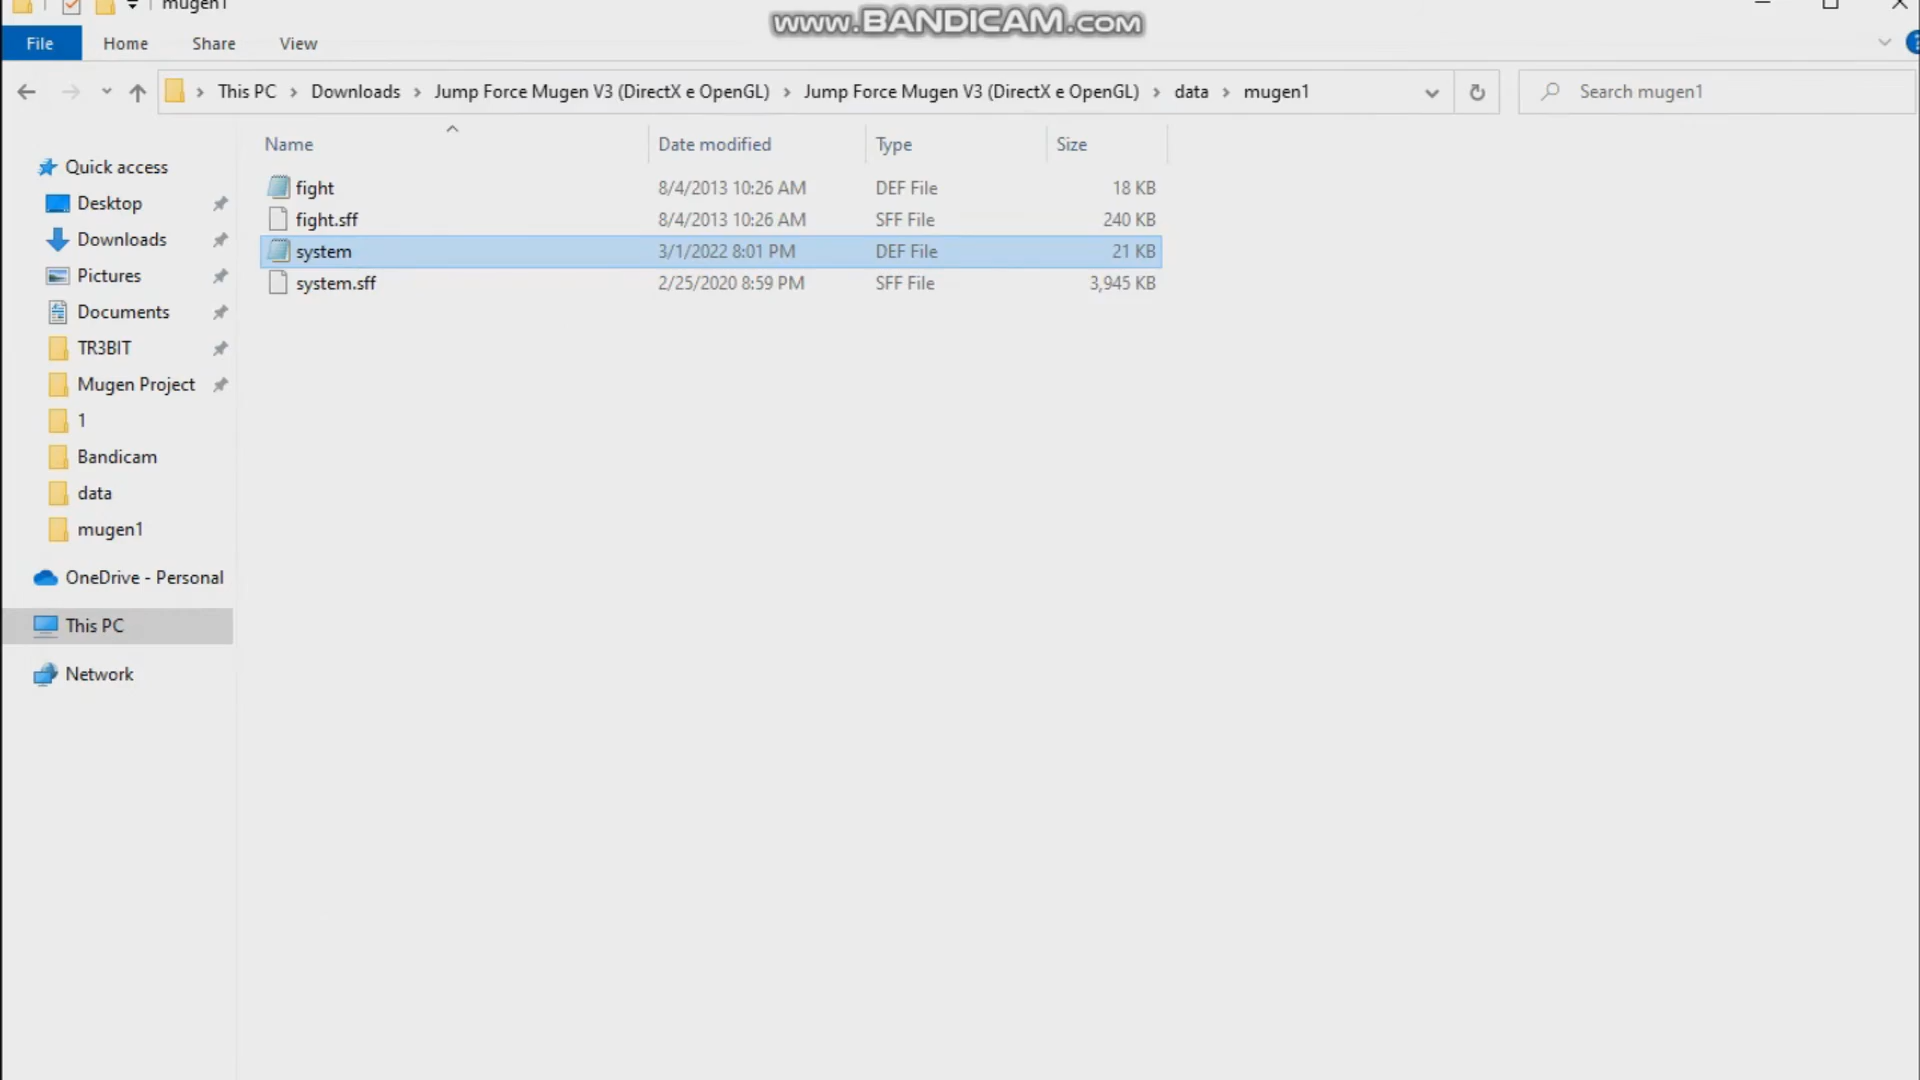 mugen1
www.BANDICAM.com
File Home Share View
This PC Downloads Jump Force Mugen V3 (DirectX e OpenGL) Jump Force Mugen V3 (DirectX e OpenGL) data mugen1 Search mugen1
Name Date modified Type Size
fight 8/4/2013 10:26 AM DEF File 18 KB
fight.sff 8/4/2013 10:26 AM SFF File 240 KB
system 3/1/2022 8:01 PM DEF File 21 KB
system.sff 2/25/2020 8:59 PM SFF File 3,945 KB
Quick access
Desktop
Downloads
Pictures
Documents
TR3BIT
Mugen Project
1
Bandicam
data
mugen1
OneDrive - Personal
This PC
Network